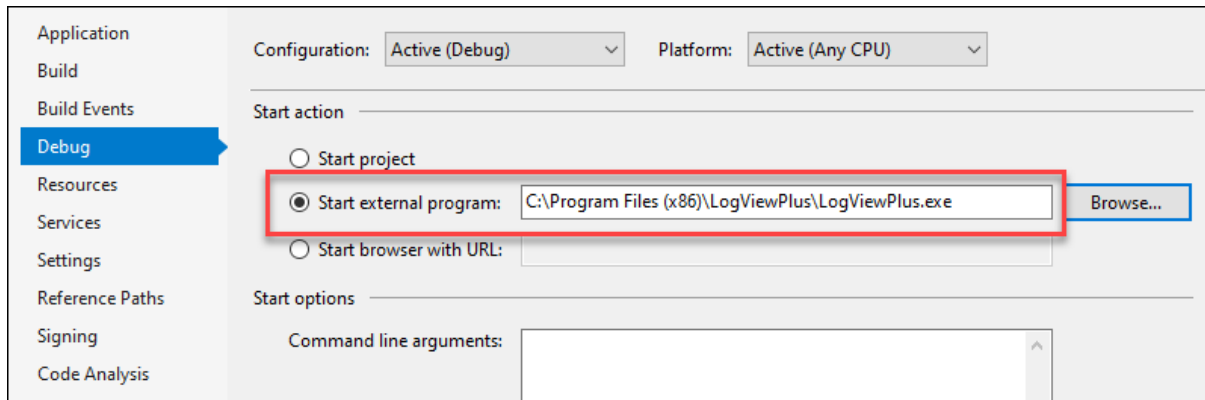 Application
Build
Build Events
Debug
Resources
Services
Settings
Reference Paths
Signing
Code Analysis
Configuration: Active (Debug) Platform: Active (Any CPU)
Start action
Start project
Start external program: C:\Program Files (x86)\LogViewPlus\LogViewPlus.exe Browse...
Start browser with URL:
Start options
Command line arguments: